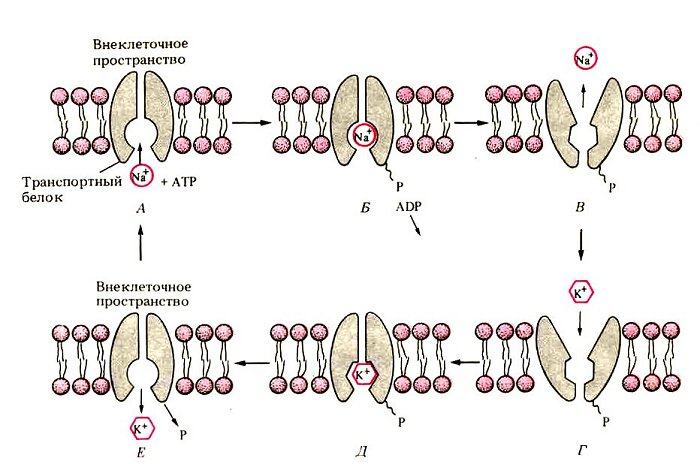 Внеклеточное
пространство
Na⁺
Na⁺
Na⁺
+ ATP
Транспортный
белок
P
ADP
P
А
Б
В
K⁺
Внеклеточное
пространство
K⁺
K⁺
P
P
P
Е
Д
Г